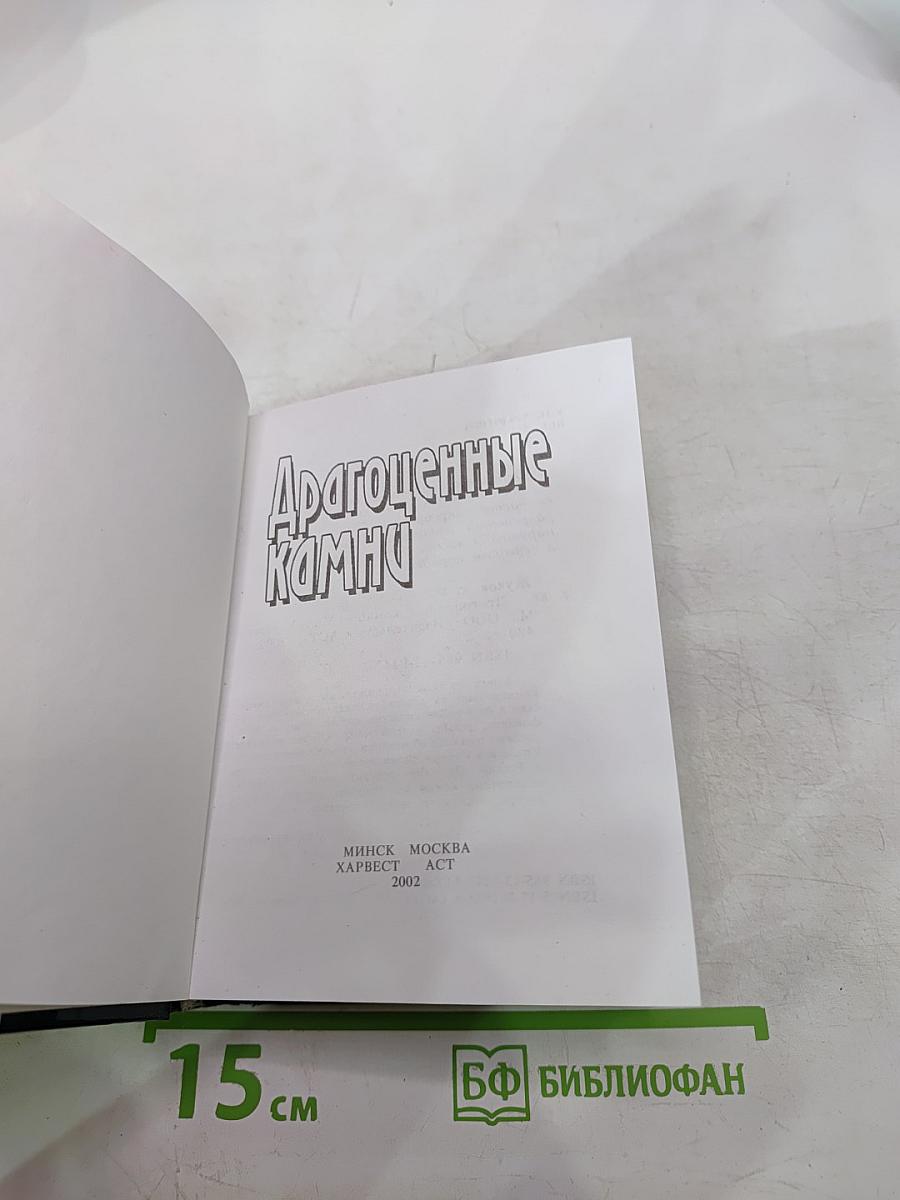 Драгоценные
камни
МИНСК МОСКВА
ХАРВЕСТ АСТ
2002
15 см
БФ БИБЛИОФАН